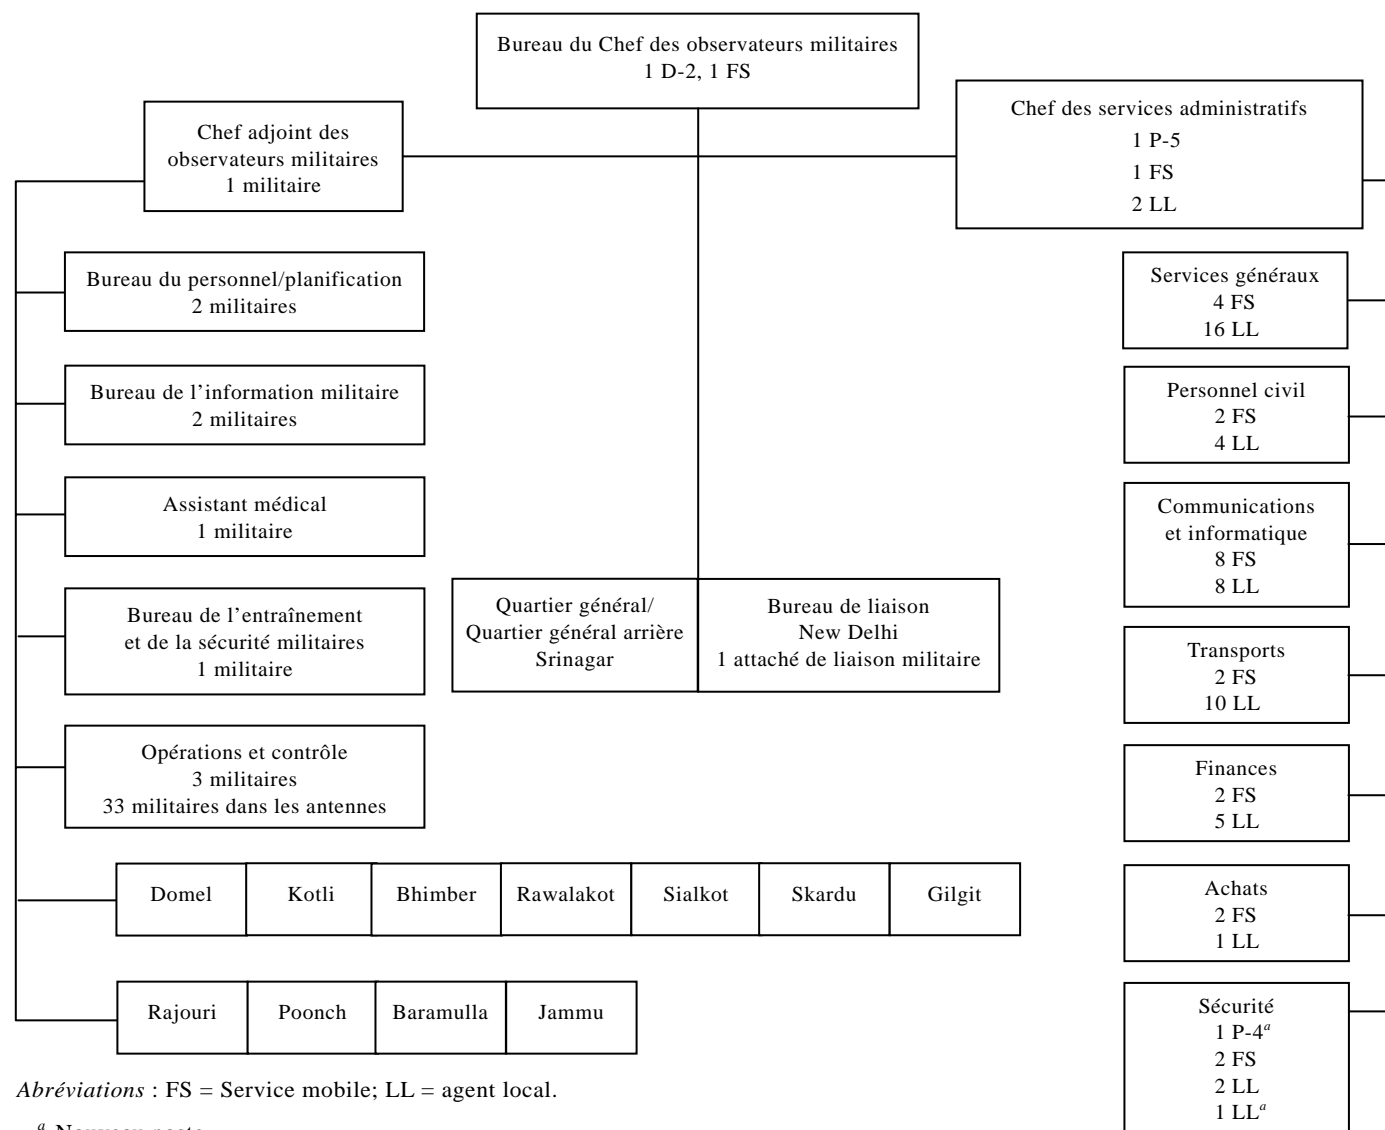 Bureau du Chef des observateurs militaires
1 D-2, 1 FS
Chef adjoint des
observateurs militaires
1 militaire
Chef des services administratifs
1 P-5
1 FS
2 LL
Bureau du personnel/planification
2 militaires
Bureau de l’information militaire
2 militaires
Assistant médical
1 militaire
Bureau de l’entraînement
et de la sécurité militaires
1 militaire
Opérations et contrôle
3 militaires
33 militaires dans les antennes
Quartier général/
Quartier général arrière
Srinagar
Bureau de liaison
New Delhi
1 attaché de liaison militaire
Services généraux
4 FS
16 LL
Personnel civil
2 FS
4 LL
Communications
et informatique
8 FS
8 LL
Transports
2 FS
10 LL
Finances
2 FS
5 LL
Achats
2 FS
1 LL
Sécurité
1 P-4a
2 FS
2 LL
1 LLa
Domel
Kotli
Bhimber
Rawalakot
Sialkot
Skardu
Gilgit
Rajouri
Poonch
Baramulla
Jammu
Abréviations : FS = Service mobile; LL = agent local.
a Nouveau poste